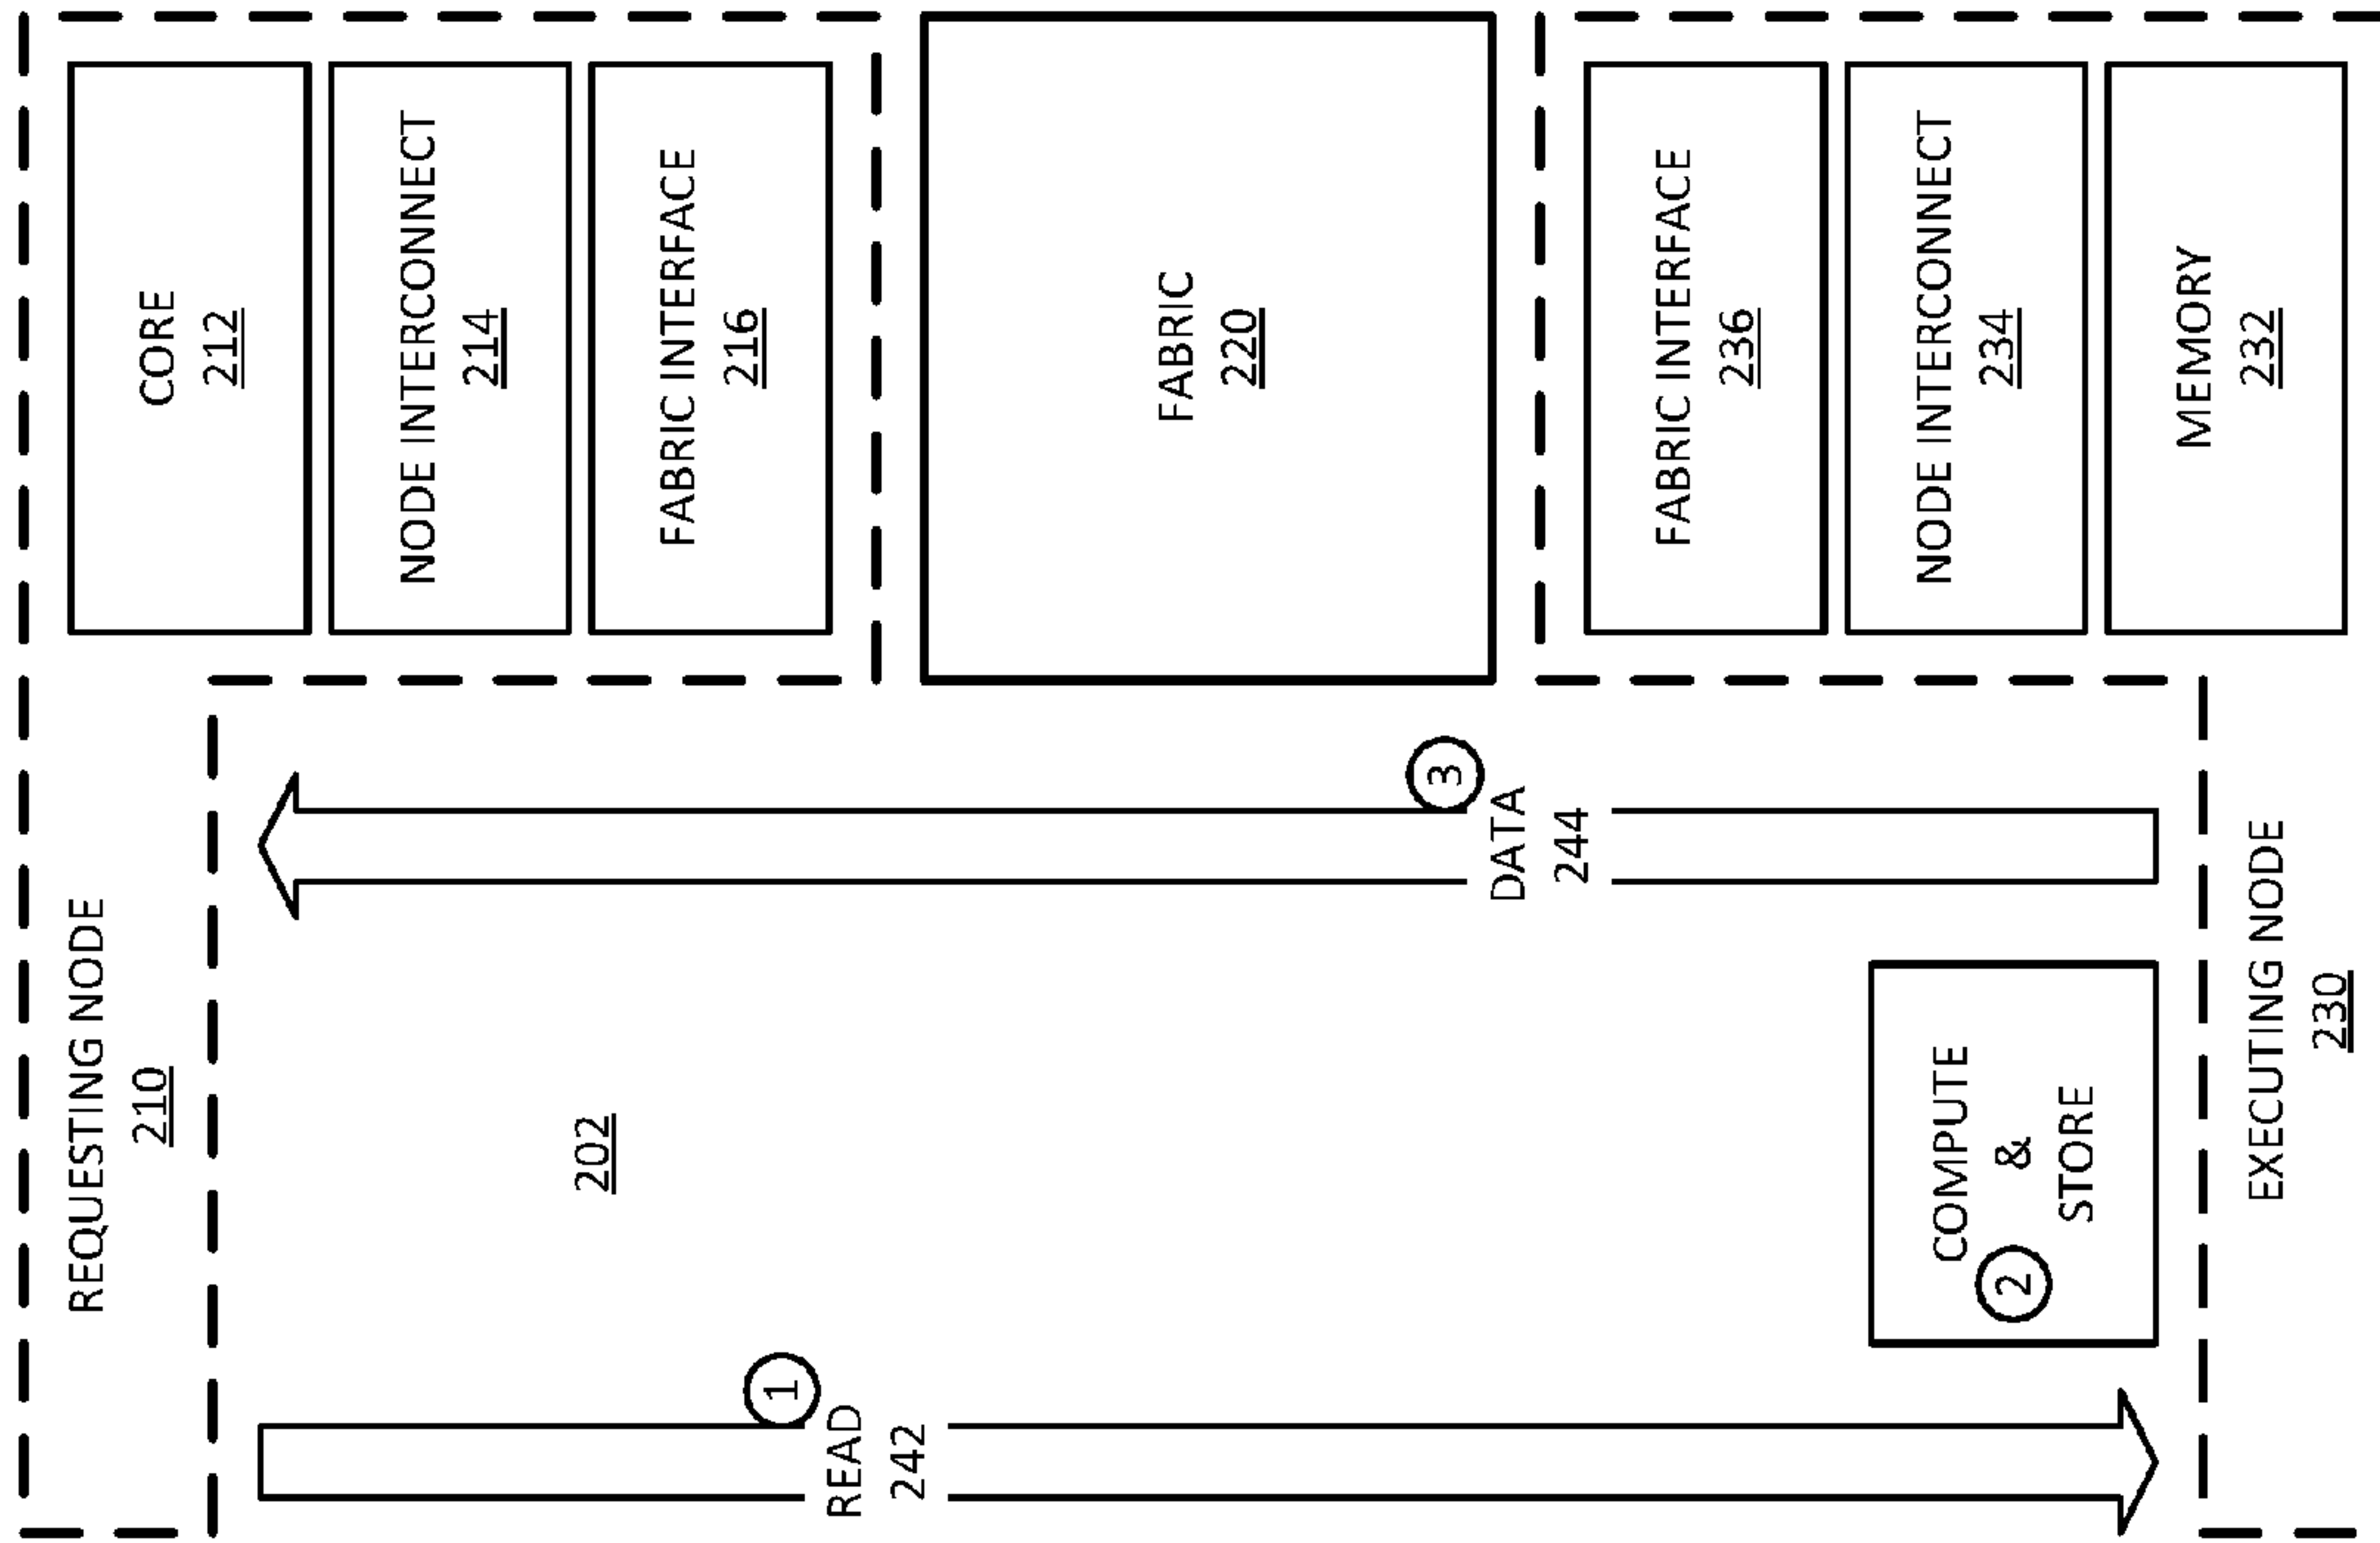 REQUESTING NODE
210
CORE
212
NODE INTERCONNECT
214
FABRIC INTERFACE
216
202
1
READ
242
FABRIC
220
3
DATA
244
FABRIC INTERFACE
236
NODE INTERCONNECT
234
MEMORY
232
COMPUTE
2 &
STORE
EXECUTING NODE
230